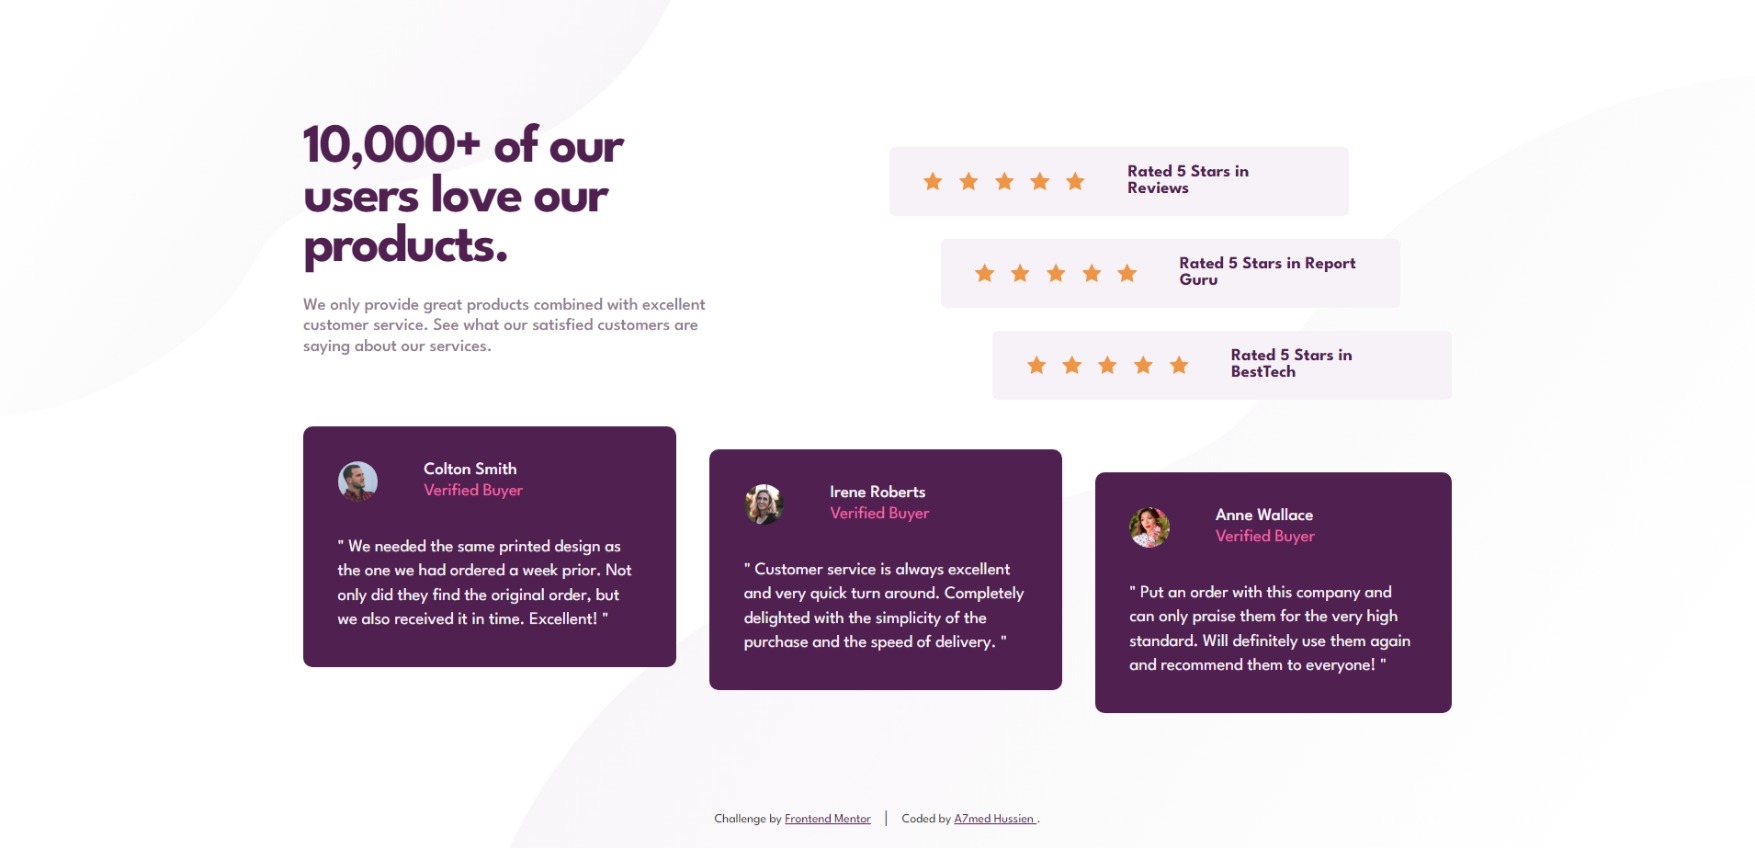 10,000+ of our
users love our
products.
We only provide great products combined with excellent
customer service. See what our satisfied customers are
saying about our services.
Rated 5 Stars in
Reviews
Rated 5 Stars in Report
Guru
Rated 5 Stars in
BestTech
Colton Smith
Verified Buyer
" We needed the same printed design as
the one we had ordered a week prior. Not
only did they find the original order, but
we also received it in time. Excellent! "
Irene Roberts
Verified Buyer
" Customer service is always excellent
and very quick turn around. Completely
delighted with the simplicity of the
purchase and the speed of delivery. "
Anne Wallace
Verified Buyer
" Put an order with this company and
can only praise them for the very high
standard. Will definitely use them again
and recommend them to everyone! "
Challenge by Frontend Mentor | Coded by A7med Hussien .